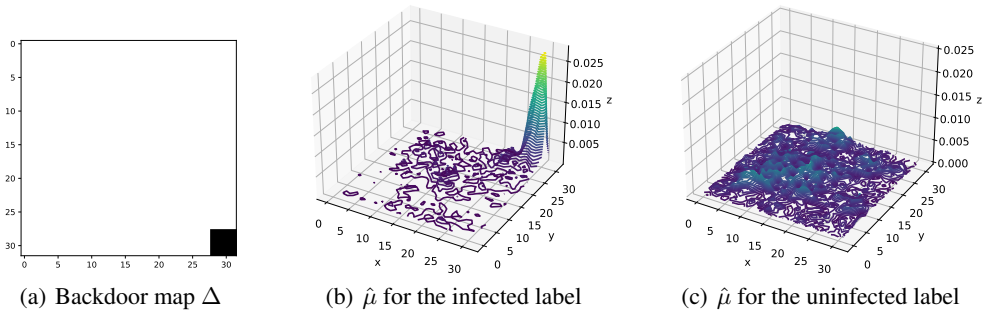 0
5
10
15
20
25
30
0 5 10 15 20 25 30
(a) Backdoor map Δ
0.025
0.020
0.015
0.010
0.005
z
0 5 10 15 20 25 30
x
0 5 10 15 20 25 30
y
(b) μ̂ for the infected label
0.025
0.020
0.015
0.010
0.005
0.000
z
0 5 10 15 20 25 30
x
0 5 10 15 20 25 30
y
(c) μ̂ for the uninfected label